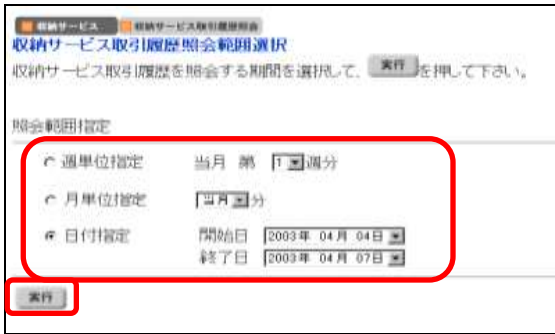 収納サービス 収納サービス取引履歴照会
収納サービス取引履歴照会範囲選択
収納サービス取引履歴を照会する期間を選択して、 実行 を押して下さい。
照会範囲指定
週単位指定 当月 第 1 週分
月単位指定 当月 分
日付指定 開始日 2003年 04月 04日
終了日 2003年 04月 07日
実行